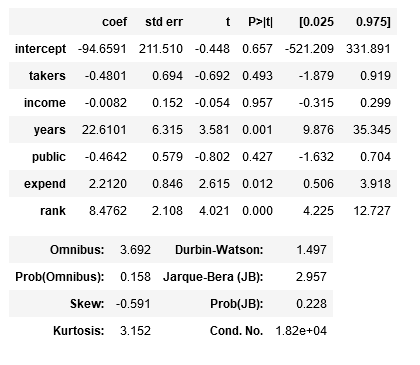 coef std err t P>|t| [0.025 0.975]
intercept -94.6591 211.510 -0.448 0.657 -521.209 331.891
takers -0.4801 0.694 -0.692 0.493 -1.879 0.919
income -0.0082 0.152 -0.054 0.957 -0.315 0.299
years 22.6101 6.315 3.581 0.001 9.876 35.345
public -0.4642 0.579 -0.802 0.427 -1.632 0.704
expend 2.2120 0.846 2.615 0.012 0.506 3.918
rank 8.4762 2.108 4.021 0.000 4.225 12.727
Omnibus: 3.692 Durbin-Watson: 1.497
Prob(Omnibus): 0.158 Jarque-Bera (JB): 2.957
Skew: -0.591 Prob(JB): 0.228
Kurtosis: 3.152 Cond. No. 1.82e+04